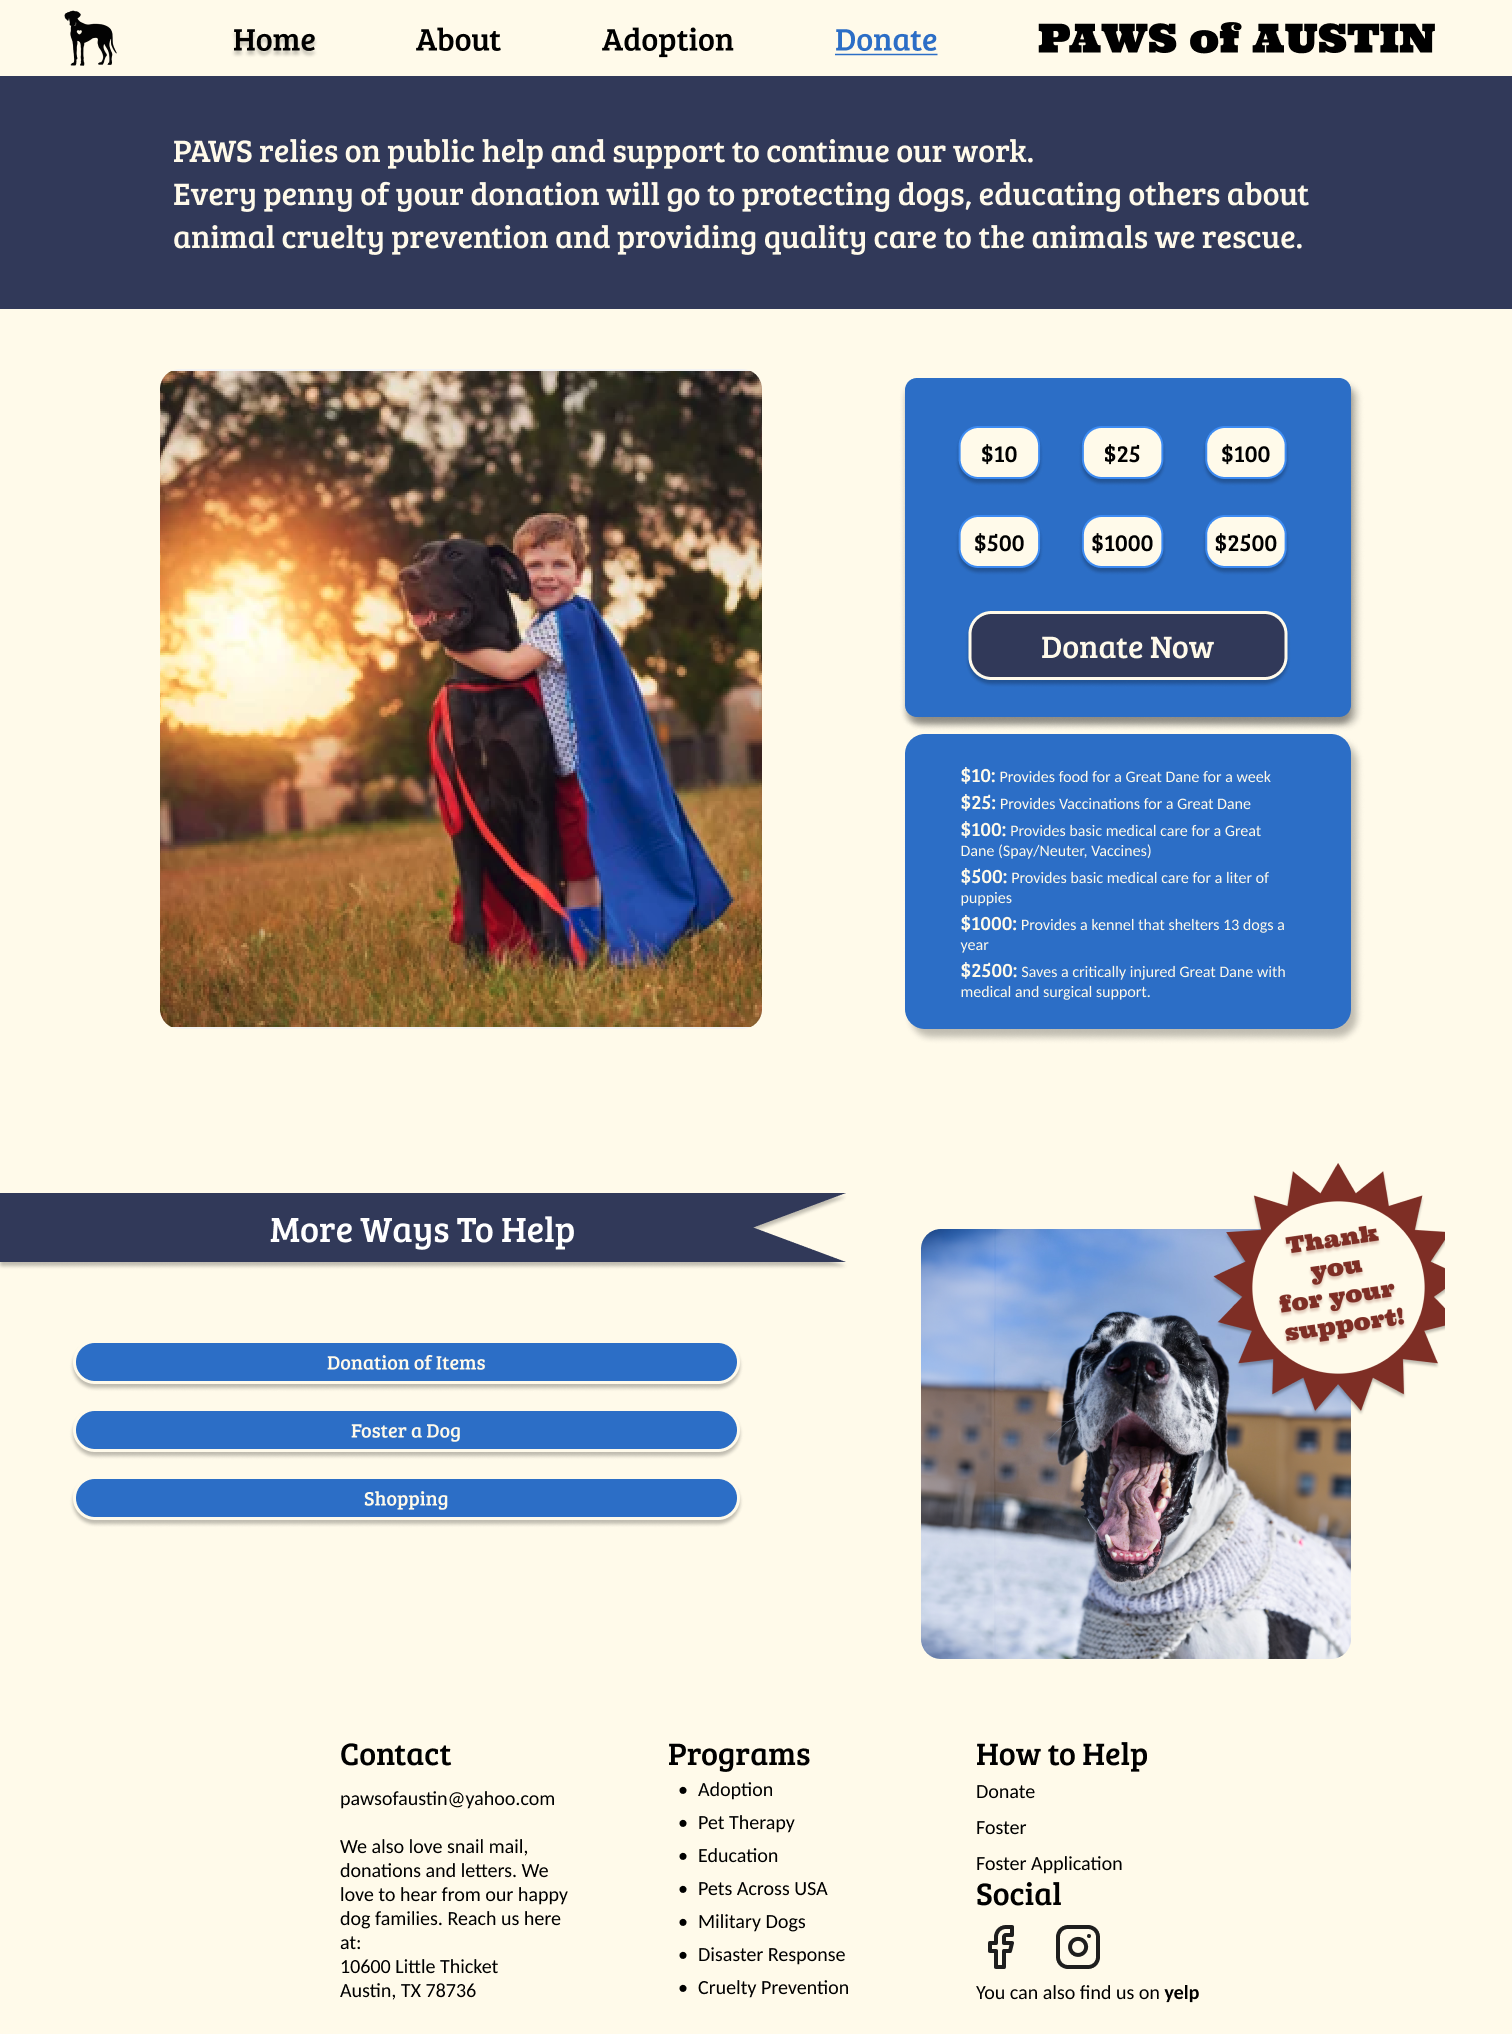 Home
About
Adoption
Donate
PAWS of AUSTIN
PAWS relies on public help and support to continue our work.
Every penny of your donation will go to protecting dogs, educating others about
animal cruelty prevention and providing quality care to the animals we rescue.
$10
$25
$100
$500
$1000
$2500
Donate Now
$10: Provides food for a Great Dane for a week
$25: Provides Vaccinations for a Great Dane
$100: Provides basic medical care for a Great
Dane (Spay/Neuter, Vaccines)
$500: Provides basic medical care for a liter of
puppies
$1000: Provides a kennel that shelters 13 dogs a
year
$2500: Saves a critically injured Great Dane with
medical and surgical support.
More Ways To Help
Donation of Items
Foster a Dog
Shopping
Thank
you
for your
support!
Contact
pawsofaustin@yahoo.com
We also love snail mail,
donations and letters. We
love to hear from our happy
dog families. Reach us here
at:
10600 Little Thicket
Austin, TX 78736
Programs
• Adoption
• Pet Therapy
• Education
• Pets Across USA
• Military Dogs
• Disaster Response
• Cruelty Prevention
How to Help
Donate
Foster
Foster Application
Social
You can also find us on yelp